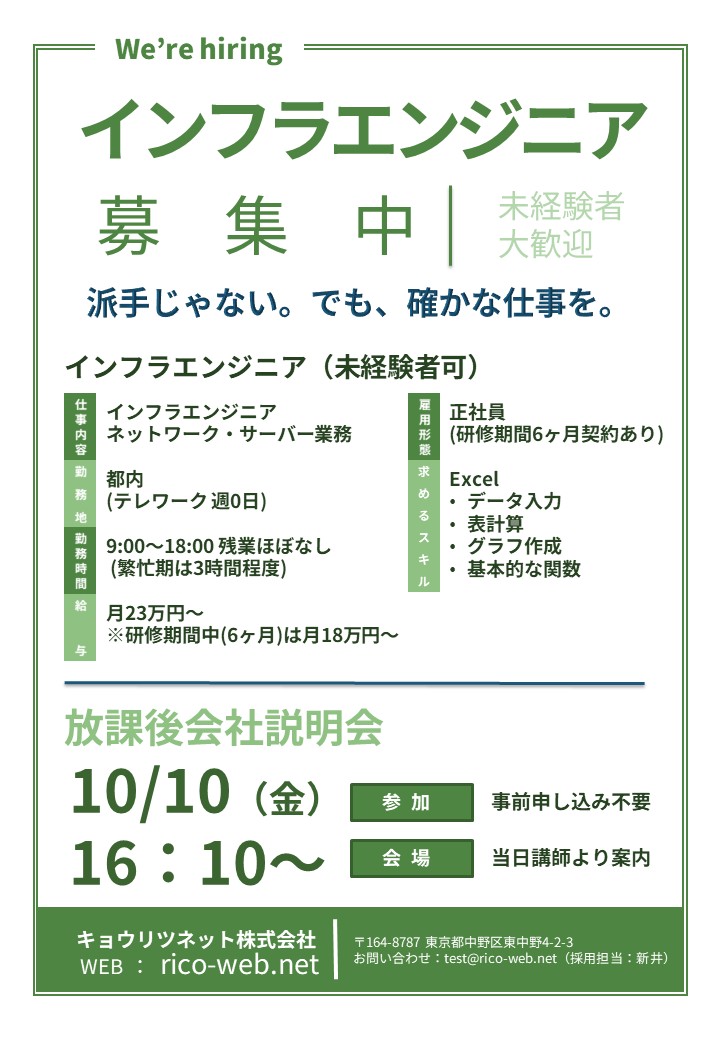 We’re hiring
インフラエンジニア
募集中
未経験者
大歓迎
派手じゃない。でも、確かな仕事を。
インフラエンジニア（未経験者可）
仕事内容
インフラエンジニア
ネットワーク・サーバー業務
勤務地
都内
(テレワーク 週0日)
勤務時間
9:00〜18:00 残業ほぼなし
(繁忙期は3時間程度)
給与
月23万円〜
※研修期間中(6ヶ月)は月18万円〜
雇用形態
正社員
(研修期間6ヶ月契約あり)
求めるスキル
Excel
• データ入力
• 表計算
• グラフ作成
• 基本的な関数
放課後会社説明会
10/10（金）
16：10〜
参加
事前申し込み不要
会場
当日講師より案内
キョウリツネット株式会社
WEB ： rico-web.net
〒164-8787 東京都中野区東中野4-2-3
お問い合わせ：test@rico-web.net（採用担当：新井）